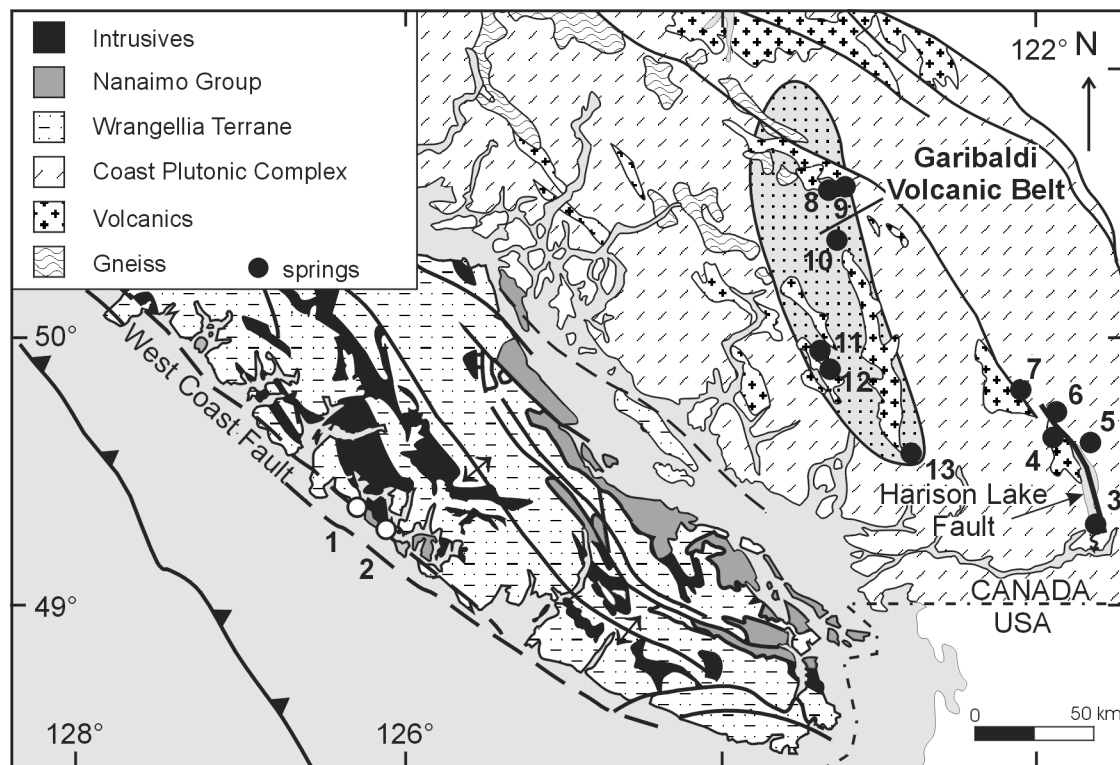 Intrusives
Nanaimo Group
Wrangellia Terrane
Coast Plutonic Complex
Volcanics
Gneiss
springs
122° N
Garibaldi
Volcanic Belt
8
9
10
11
12
13
7
6
5
4
3
Harison Lake
Fault
CANADA
USA
50°
West Coast Fault
1
2
49°
128°
126°
0
50 km